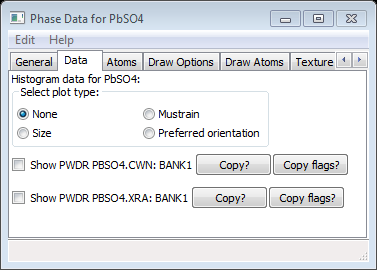 Phase Data for PbSO4
Edit Help
General Data Atoms Draw Options Draw Atoms Texture
Histogram data for PbSO4:
Select plot type:
None Mustrain
Size Preferred orientation
Show PWDR PBSO4.CWN: BANK1 Copy? Copy flags?
Show PWDR PBSO4.XRA: BANK1 Copy? Copy flags?